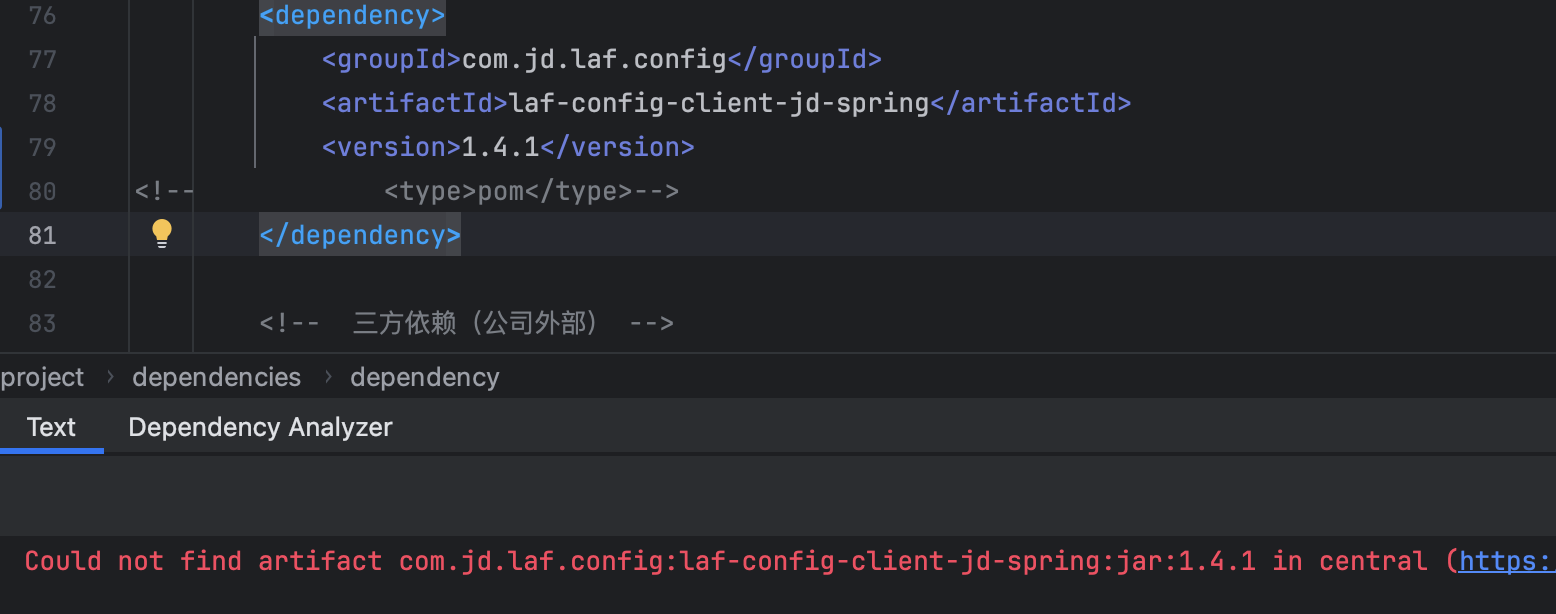 76 <dependency>
77 <groupId>com.jd.laf.config</groupId>
78 <artifactId>laf-config-client-jd-spring</artifactId>
79 <version>1.4.1</version>
80 <!-- <type>pom</type>-->
81 </dependency>
82
83 <!-- 三方依赖（公司外部） -->
project › dependencies › dependency
Text Dependency Analyzer
Could not find artifact com.jd.laf.config:laf-config-client-jd-spring:jar:1.4.1 in central (https: